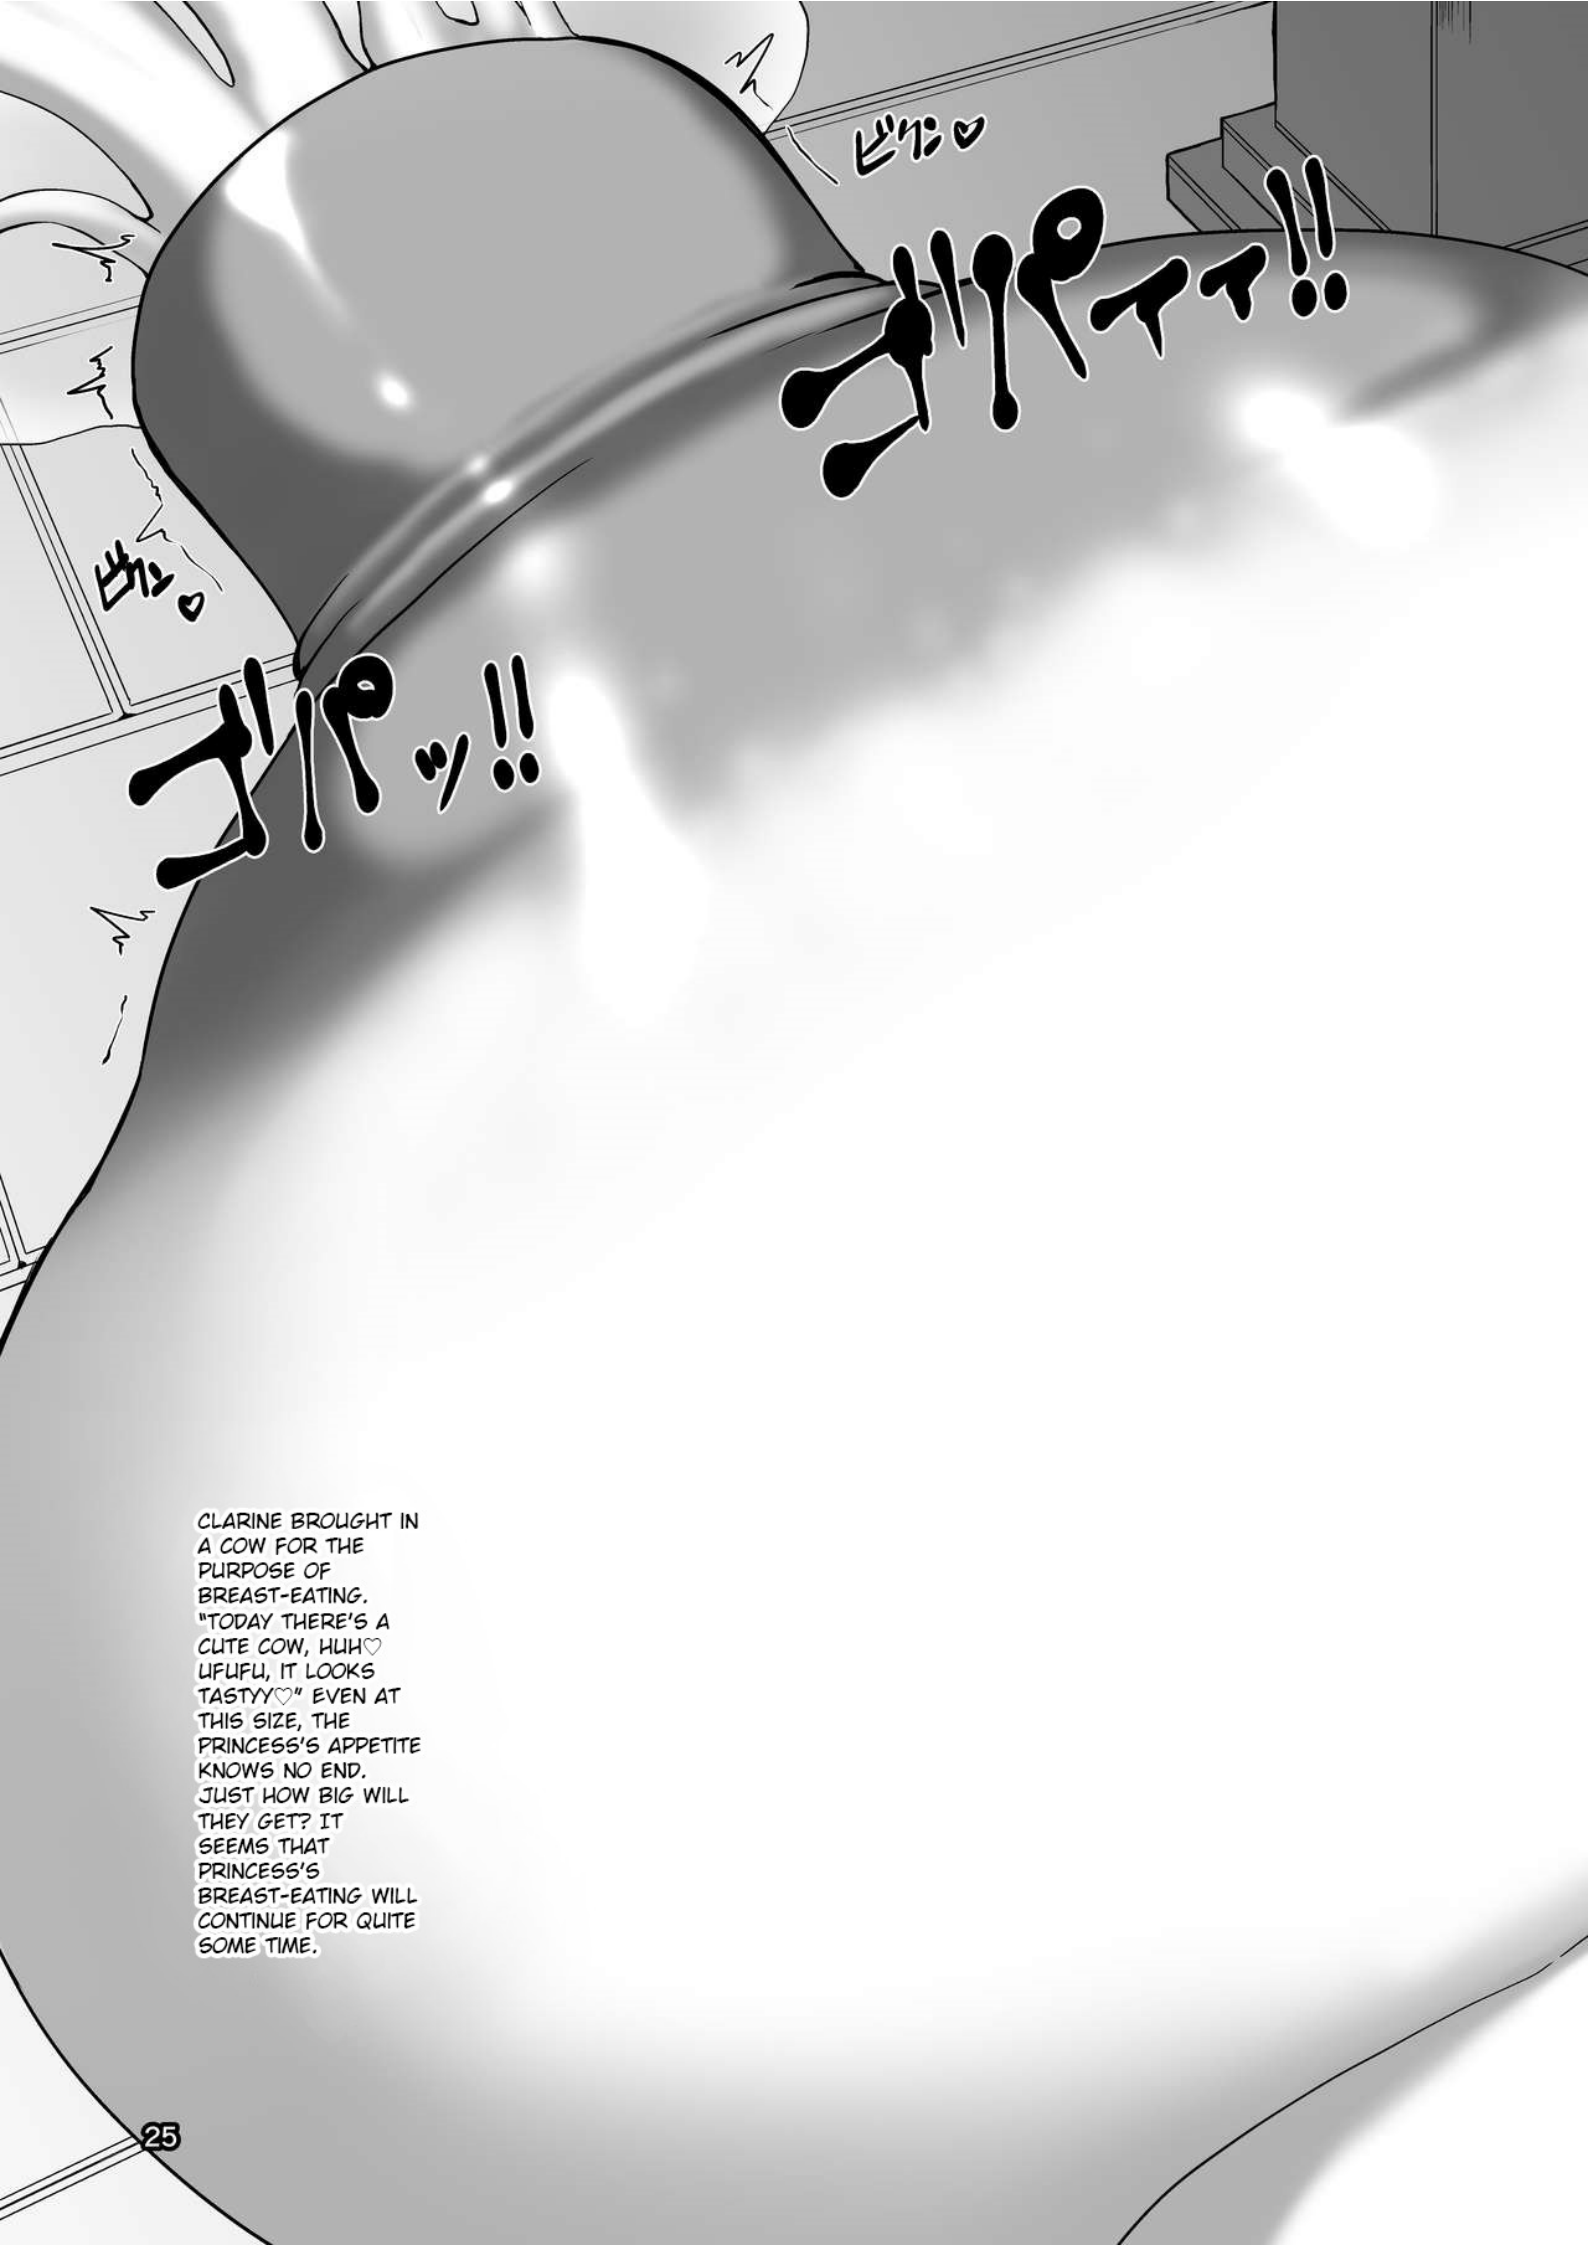 ビクン♡
ゴパァァ!!
ビクン♡
ゴパッ!!
CLARINE BROUGHT IN
A COW FOR THE
PURPOSE OF
BREAST-EATING.
"TODAY THERE'S A
CUTE COW, HUH♡
UFUFU, IT LOOKS
TASTYY♡" EVEN AT
THIS SIZE, THE
PRINCESS'S APPETITE
KNOWS NO END.
JUST HOW BIG WILL
THEY GET? IT
SEEMS THAT
PRINCESS'S
BREAST-EATING WILL
CONTINUE FOR QUITE
SOME TIME.
25